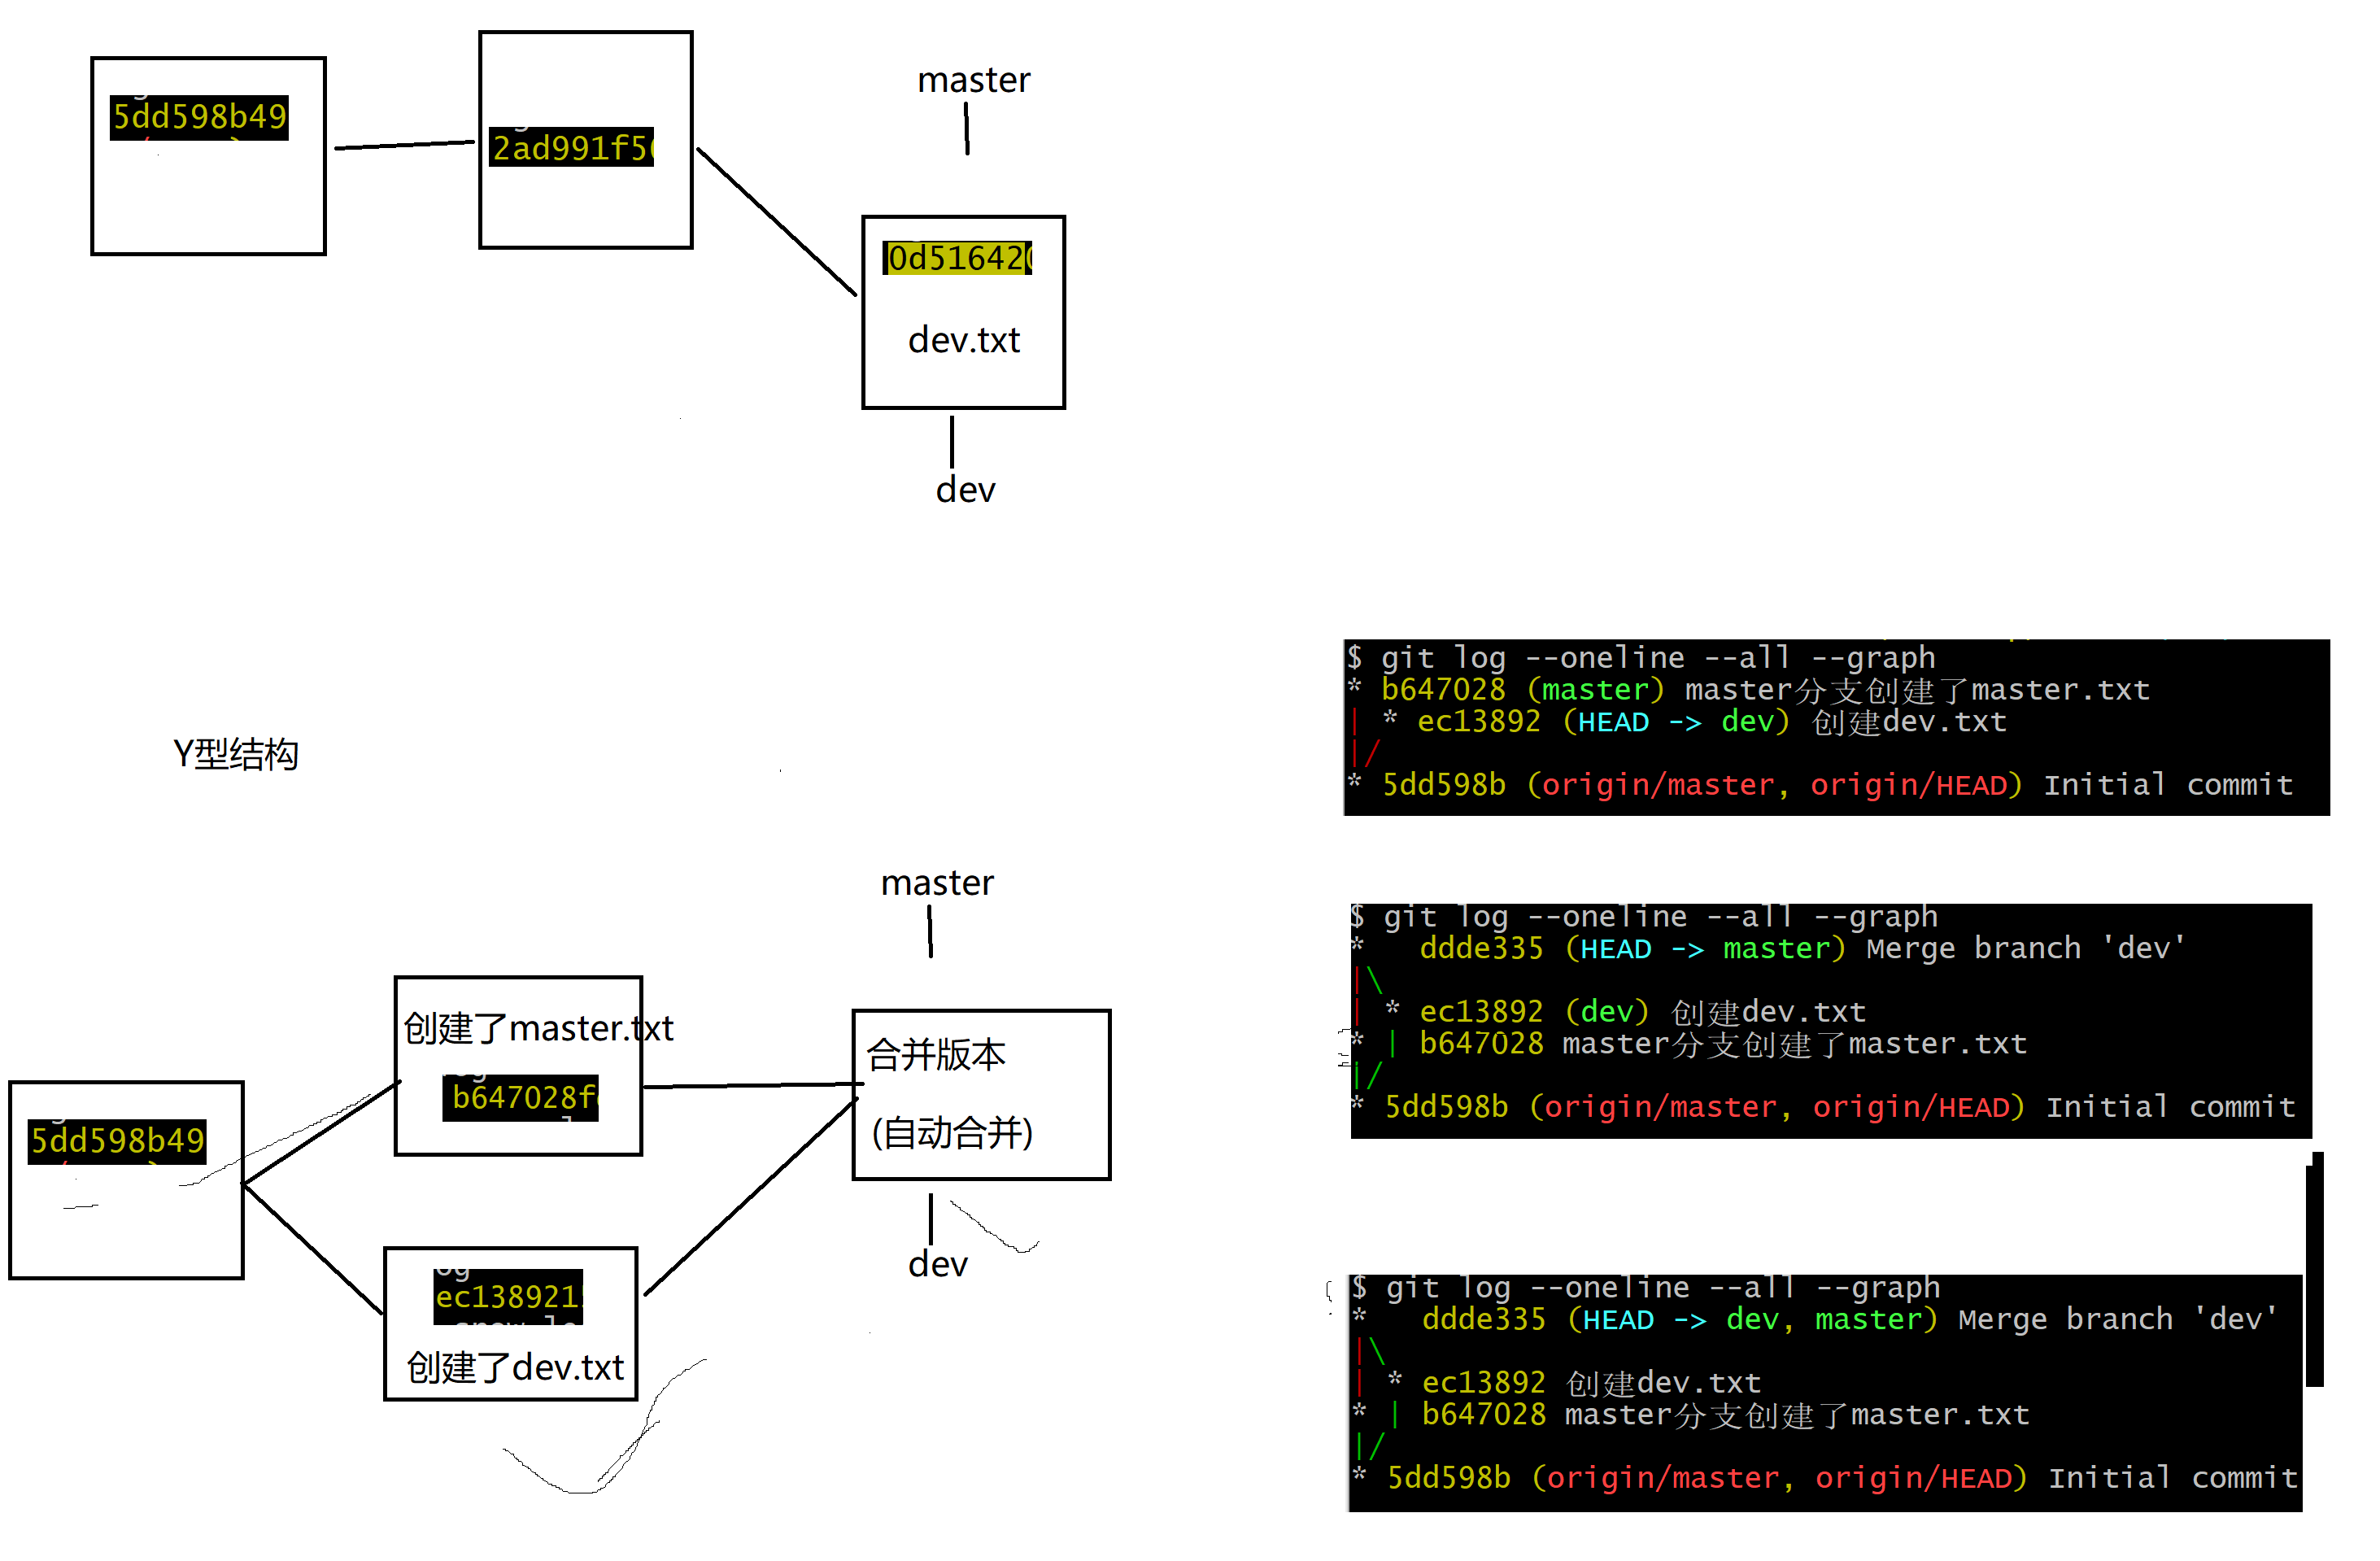 5dd598b49
2ad991f5
master
0d51642
dev.txt
dev
Y型结构
master
创建了master.txt
b647028f
合并版本
(自动合并)
5dd598b49
dev
ec138921
创建了dev.txt
$ git log --oneline --all --graph
* b647028 (master) master分支创建了master.txt
| * ec13892 (HEAD -> dev) 创建dev.txt
|/
* 5dd598b (origin/master, origin/HEAD) Initial commit
$ git log --oneline --all --graph
*   ddde335 (HEAD -> master) Merge branch 'dev'
|\
| * ec13892 (dev) 创建dev.txt
* | b647028 master分支创建了master.txt
|/
* 5dd598b (origin/master, origin/HEAD) Initial commit
$ git log --oneline --all --graph
*   ddde335 (HEAD -> dev, master) Merge branch 'dev'
|\
| * ec13892 创建dev.txt
* | b647028 master分支创建了master.txt
|/
* 5dd598b (origin/master, origin/HEAD) Initial commit